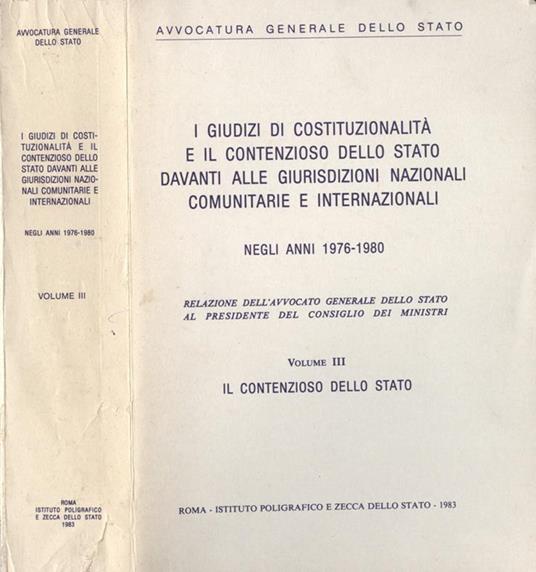 AVVOCATURA GENERALE
DELLO STATO
I GIUDIZI DI COSTI-
TUZIONALITÀ E IL
CONTENZIOSO DELLO
STATO DAVANTI ALLE
GIURISDIZIONI NAZIO-
NALI COMUNITARIE E
INTERNAZIONALI
NEGLI ANNI 1976-1980
VOLUME III
ROMA
ISTITUTO POLIGRAFICO
E ZECCA DELLO STATO
1983
AVVOCATURA GENERALE DELLO STATO
I GIUDIZI DI COSTITUZIONALITÀ
E IL CONTENZIOSO DELLO STATO
DAVANTI ALLE GIURISDIZIONI NAZIONALI
COMUNITARIE E INTERNAZIONALI
NEGLI ANNI 1976-1980
RELAZIONE DELL'AVVOCATO GENERALE DELLO STATO
AL PRESIDENTE DEL CONSIGLIO DEI MINISTRI
VOLUME III
IL CONTENZIOSO DELLO STATO
ROMA - ISTITUTO POLIGRAFICO E ZECCA DELLO STATO - 1983